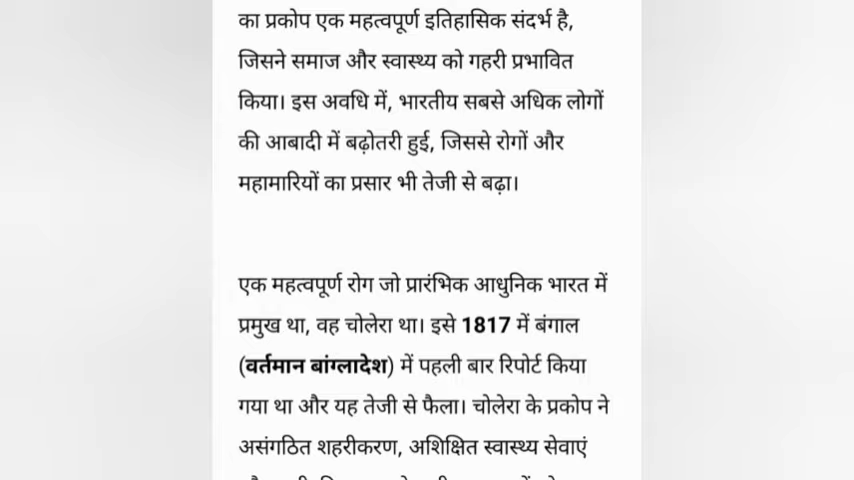 का प्रकोप एक महत्वपूर्ण इतिहासिक संदर्भ है,
जिसने समाज और स्वास्थ्य को गहरी प्रभावित
किया। इस अवधि में, भारतीय सबसे अधिक लोगों
की आबादी में बढ़ोतरी हुई, जिससे रोगों और
महामारियों का प्रसार भी तेजी से बढ़ा।
एक महत्वपूर्ण रोग जो प्रारंभिक आधुनिक भारत में
प्रमुख था, वह चोलेरा था। इसे 1817 में बंगाल
(वर्तमान बांग्लादेश) में पहली बार रिपोर्ट किया
गया था और यह तेजी से फैला। चोलेरा के प्रकोप ने
असंगठित शहरीकरण, अशिक्षित स्वास्थ्य सेवाएं